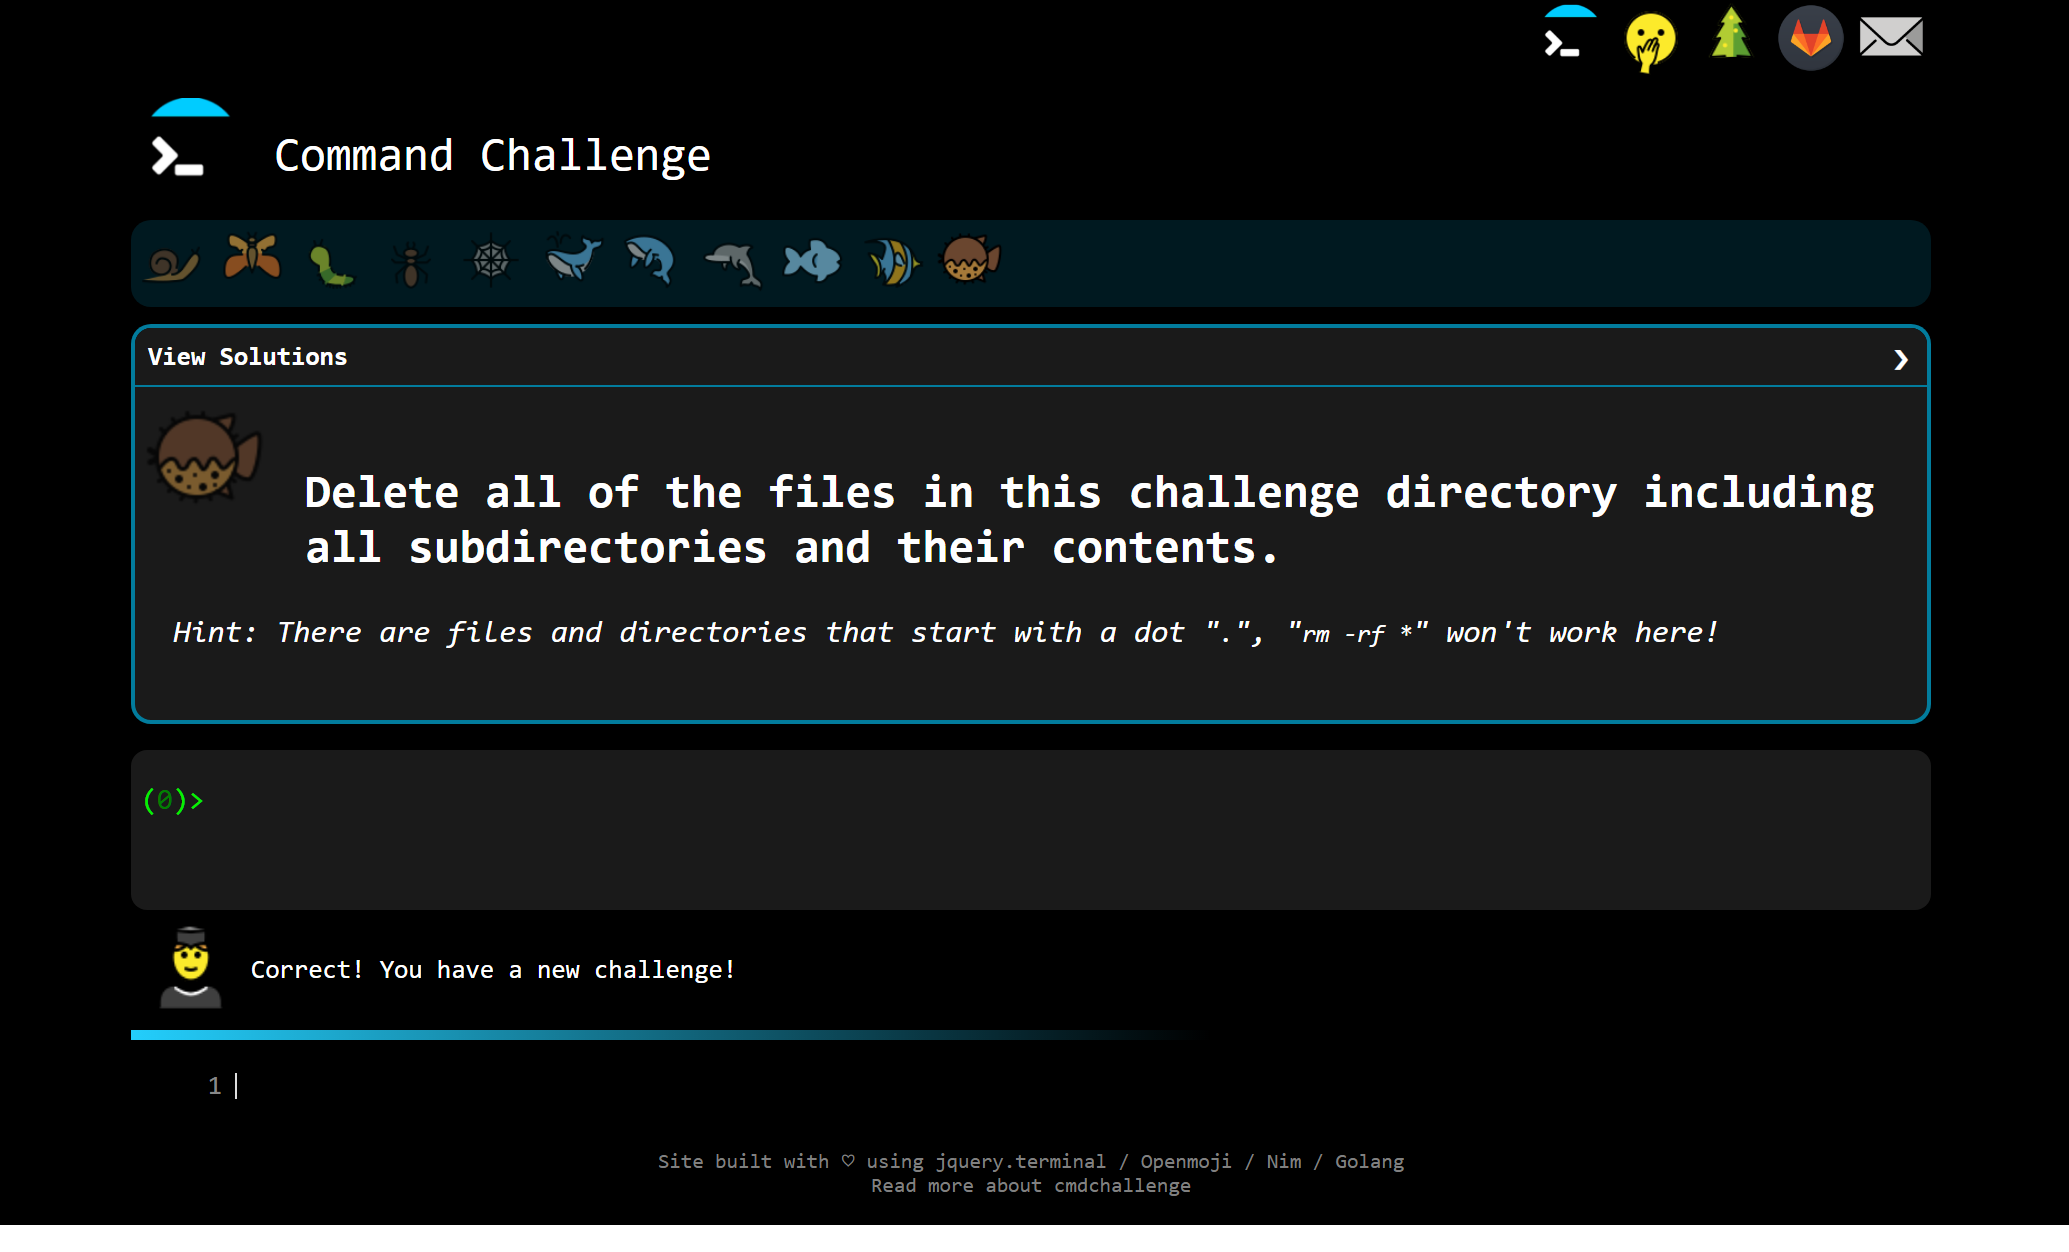 Command Challenge
View Solutions
Delete all of the files in this challenge directory including
all subdirectories and their contents.
Hint: There are files and directories that start with a dot ".", "rm -rf *" won't work here!
(0)>
Correct! You have a new challenge!
1
Site built with ♡ using jquery.terminal / Openmoji / Nim / Golang
Read more about cmdchallenge